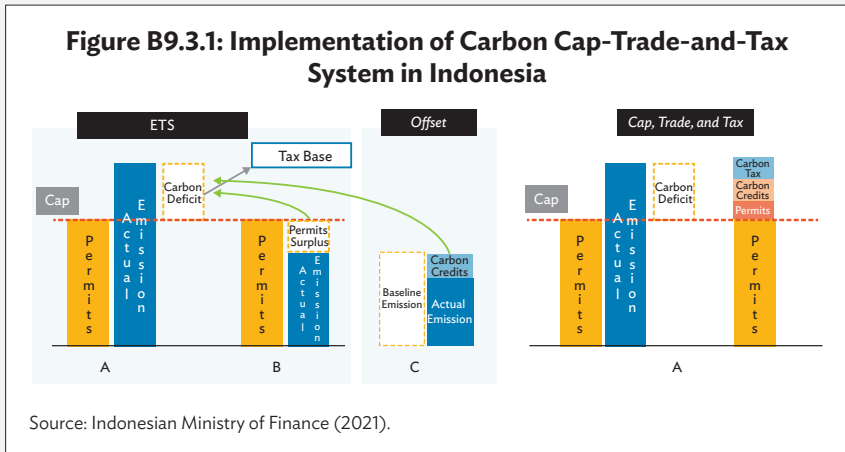 Figure B9.3.1: Implementation of Carbon Cap-Trade-and-Tax
System in Indonesia
ETS
Offset
Cap, Trade, and Tax
Tax Base
Cap
Permits
Actual
Emission
Carbon
Deficit
Permits
Permits
Surplus
Actual
Emission
Baseline
Emission
Carbon
Credits
Actual
Emission
Cap
Permits
Actual
Emission
Carbon
Deficit
Carbon
Tax
Carbon
Credits
Permits
Permits
A
B
C
A
Source: Indonesian Ministry of Finance (2021).